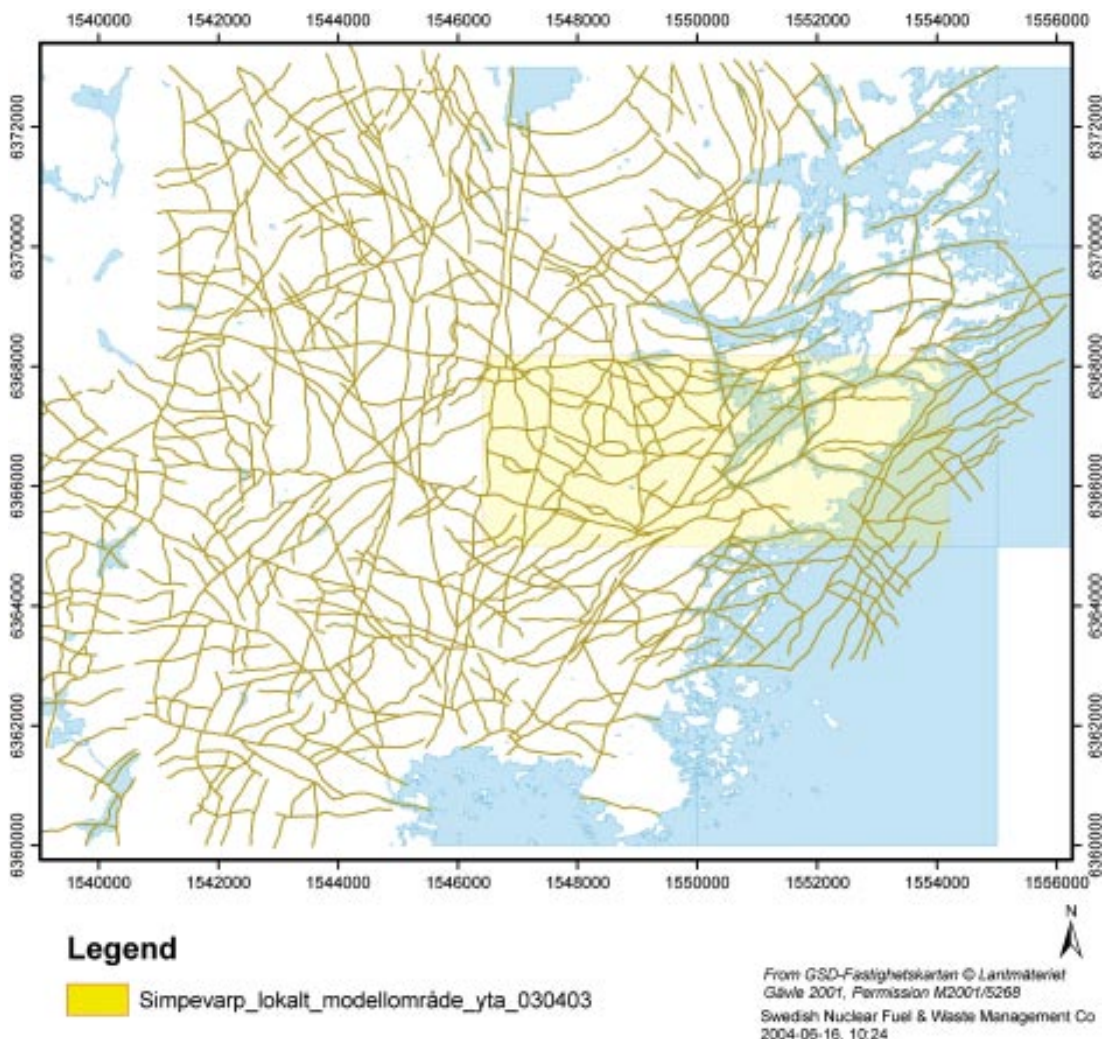 1540000 1542000 1544000 1546000 1548000 1550000 1552000 1554000 1556000
6372000 6372000
6370000 6370000
6368000 6368000
6366000 6366000
6364000 6364000
6362000 6362000
6360000 6360000
1540000 1542000 1544000 1546000 1548000 1550000 1552000 1554000 1556000
N
Legend
Simpevarp_lokalt_modellområde_yta_030403
From GSD-Fastighetskartan © Lantmäteriet
Gävle 2001, Permission M2001/5268
Swedish Nuclear Fuel & Waste Management Co
2004-06-16, 10:24